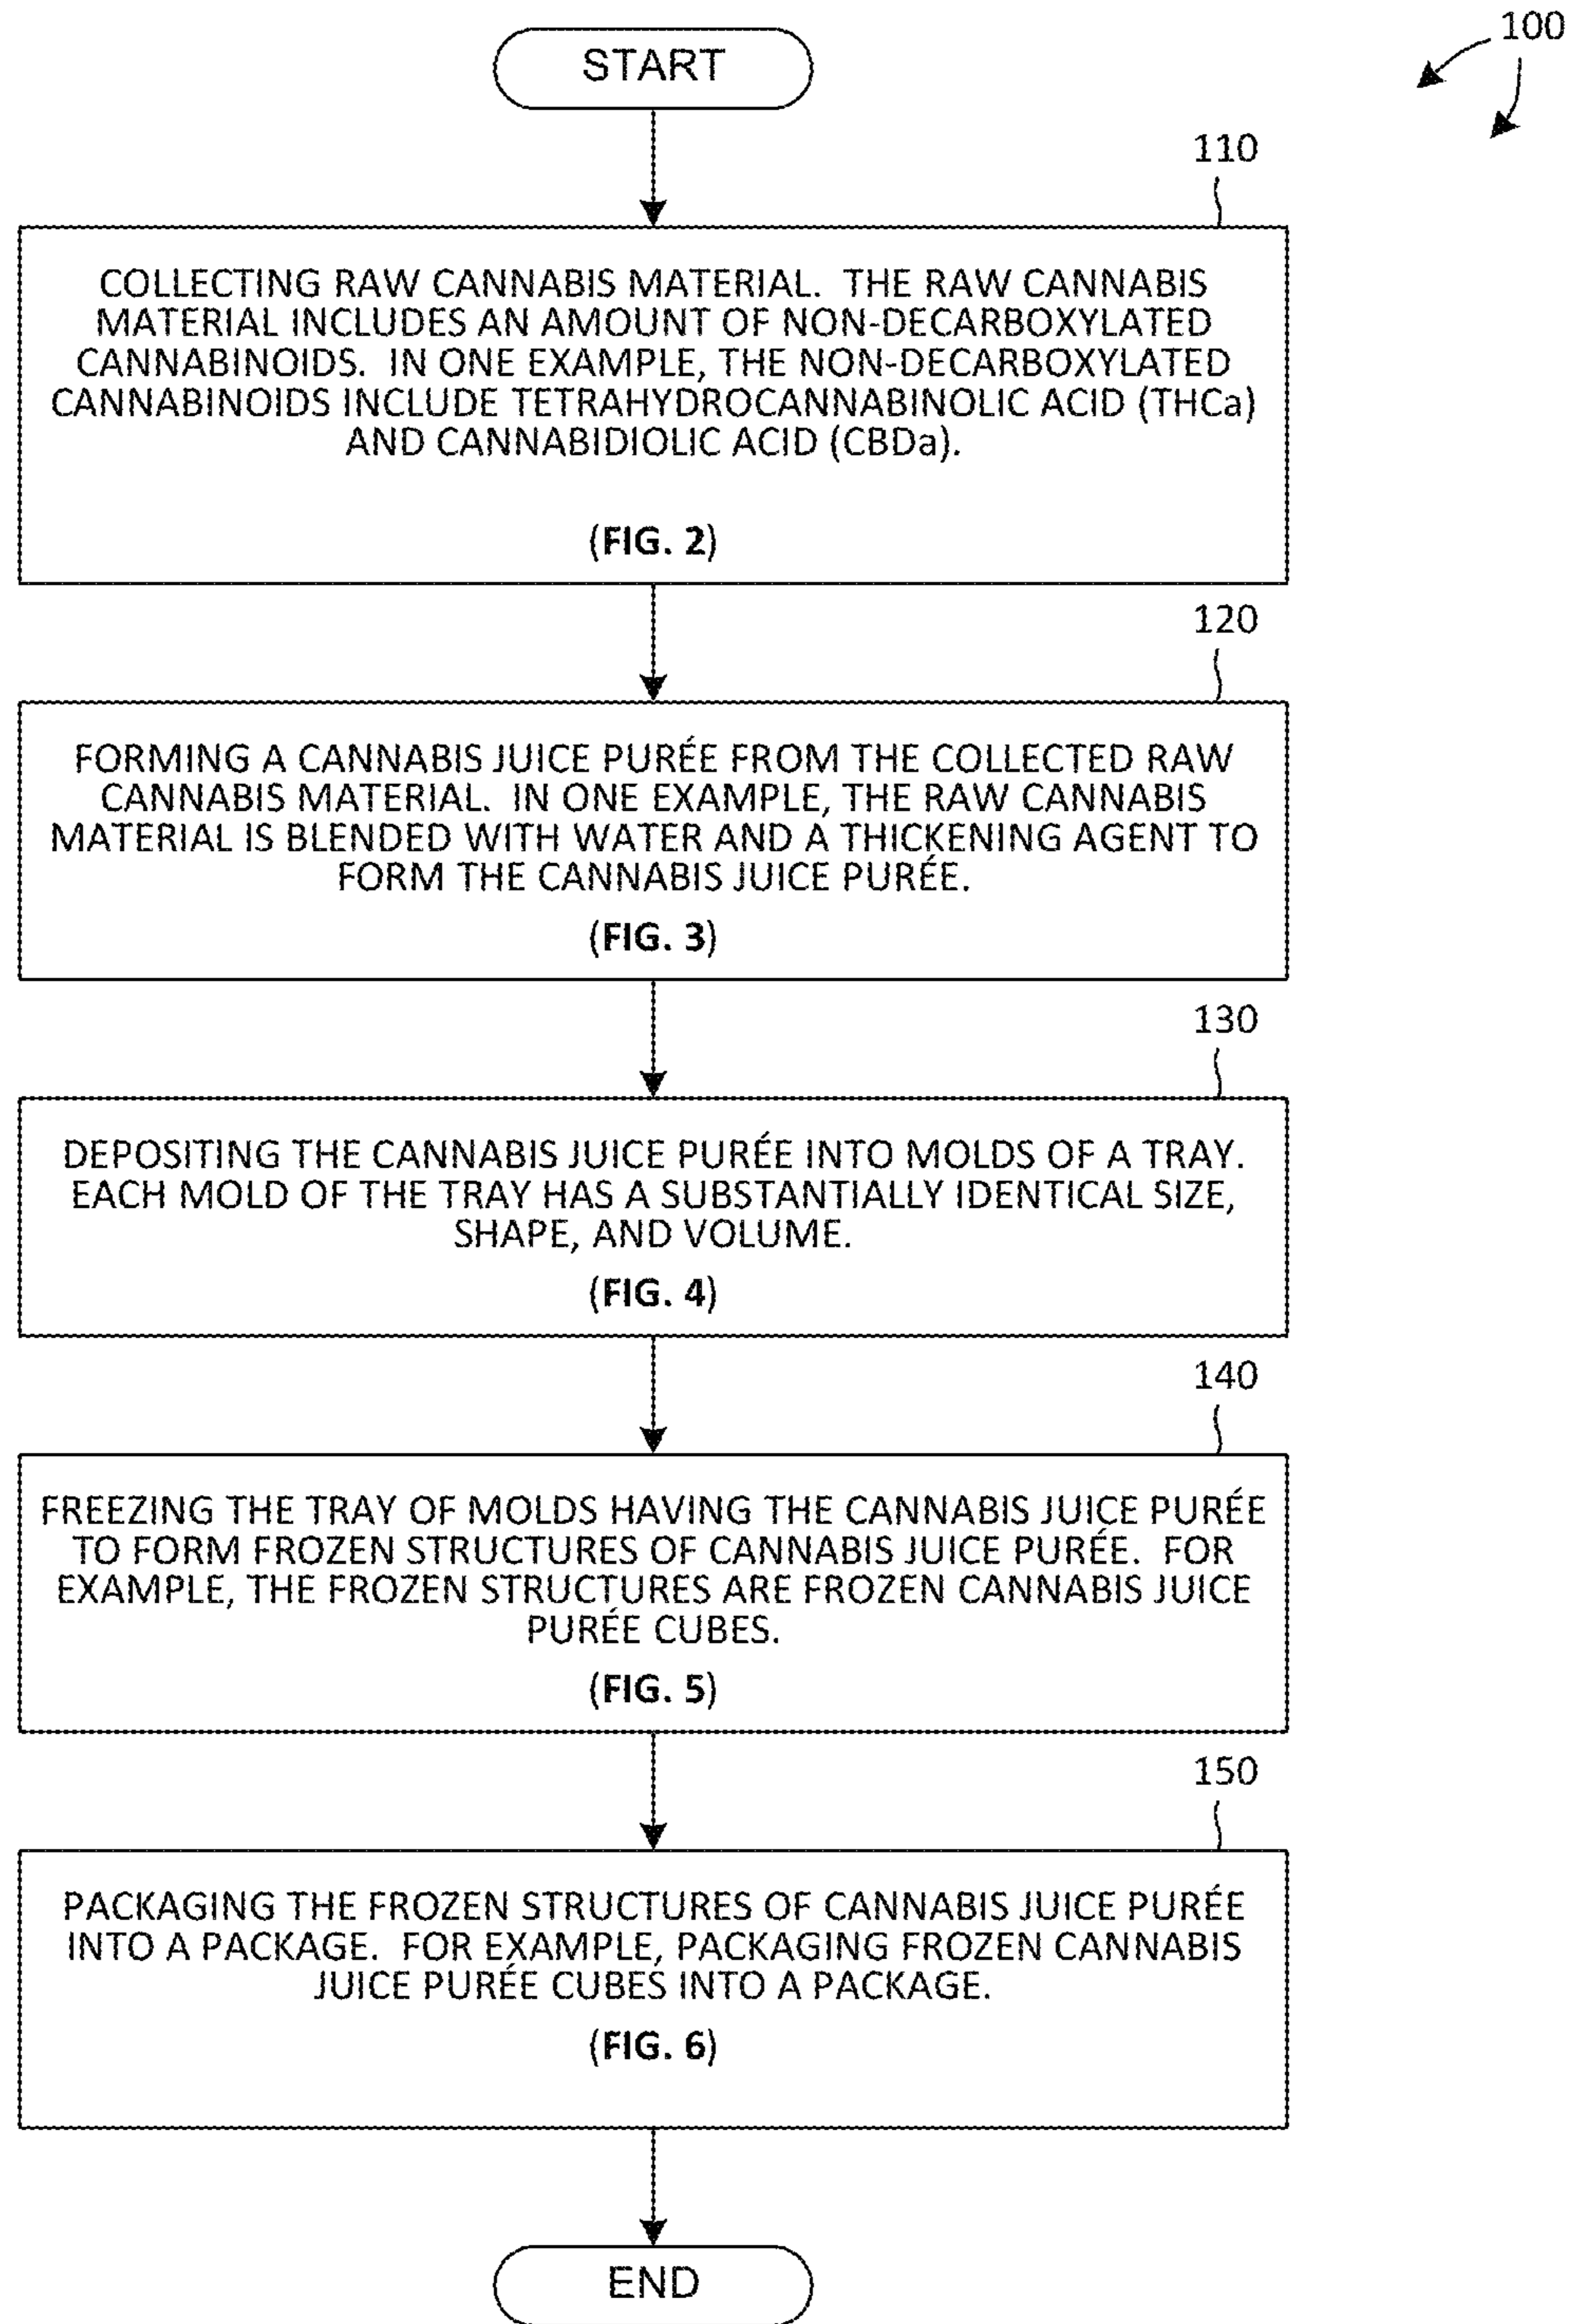 START
100
110
COLLECTING RAW CANNABIS MATERIAL. THE RAW CANNABIS
MATERIAL INCLUDES AN AMOUNT OF NON-DECARBOXYLATED
CANNABINOIDS. IN ONE EXAMPLE, THE NON-DECARBOXYLATED
CANNABINOIDS INCLUDE TETRAHYDROCANNABINOLIC ACID (THCa)
AND CANNABIDIOLIC ACID (CBDa).
(FIG. 2)
120
FORMING A CANNABIS JUICE PURÉE FROM THE COLLECTED RAW
CANNABIS MATERIAL. IN ONE EXAMPLE, THE RAW CANNABIS
MATERIAL IS BLENDED WITH WATER AND A THICKENING AGENT TO
FORM THE CANNABIS JUICE PURÉE.
(FIG. 3)
130
DEPOSITING THE CANNABIS JUICE PURÉE INTO MOLDS OF A TRAY.
EACH MOLD OF THE TRAY HAS A SUBSTANTIALLY IDENTICAL SIZE,
SHAPE, AND VOLUME.
(FIG. 4)
140
FREEZING THE TRAY OF MOLDS HAVING THE CANNABIS JUICE PURÉE
TO FORM FROZEN STRUCTURES OF CANNABIS JUICE PURÉE. FOR
EXAMPLE, THE FROZEN STRUCTURES ARE FROZEN CANNABIS JUICE
PURÉE CUBES.
(FIG. 5)
150
PACKAGING THE FROZEN STRUCTURES OF CANNABIS JUICE PURÉE
INTO A PACKAGE. FOR EXAMPLE, PACKAGING FROZEN CANNABIS
JUICE PURÉE CUBES INTO A PACKAGE.
(FIG. 6)
END